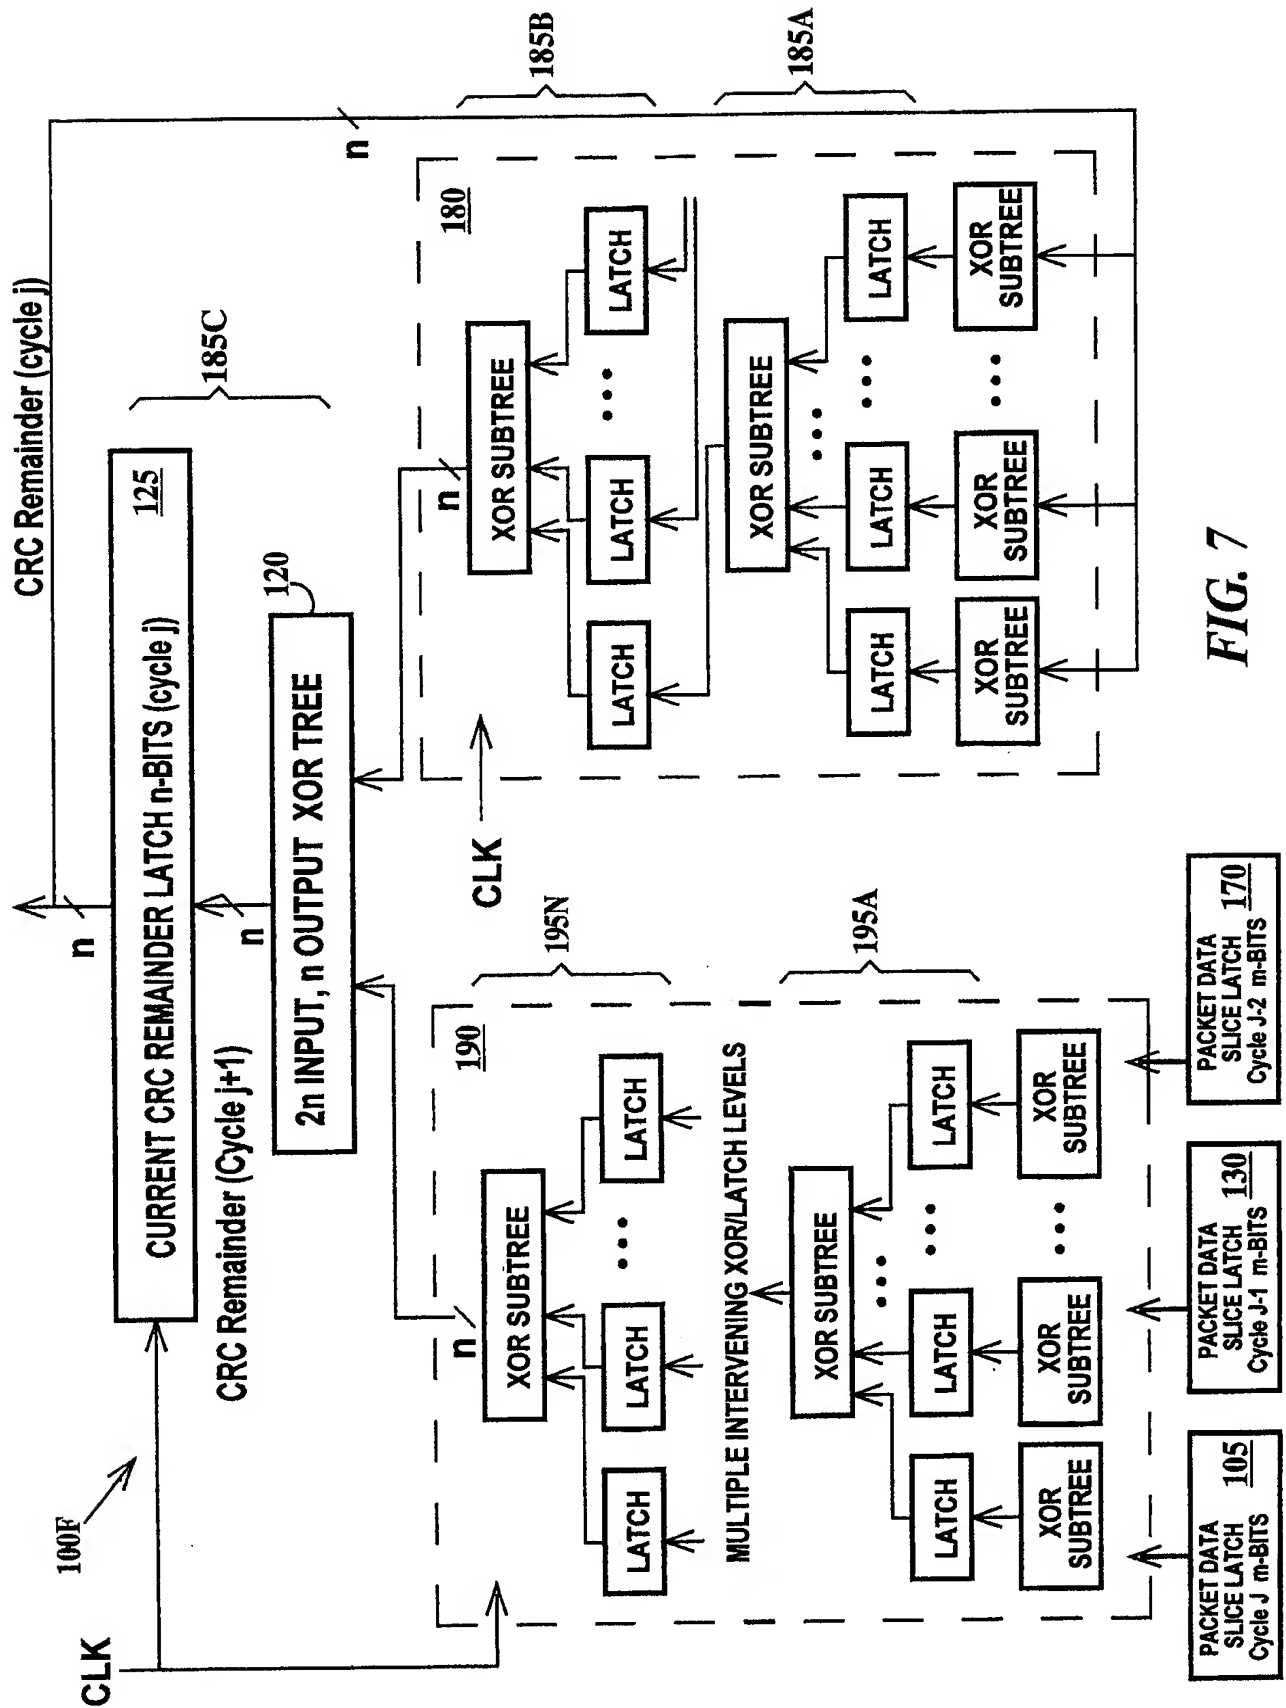 CRC Remainder (cycle j)
n
n
185C
CURRENT CRC REMAINDER LATCH n-BITS (cycle j)
125
CLK
100F
CRC Remainder (Cycle j+1)
n
2n INPUT, n OUTPUT XOR TREE
120
190
n
XOR SUBTREE
LATCH
LATCH
• • •
LATCH
195N
MULTIPLE INTERVENING XOR/LATCH LEVELS
XOR SUBTREE
• • •
LATCH
LATCH
• • •
LATCH
XOR
SUBTREE
XOR
SUBTREE
• • •
XOR
SUBTREE
195A
PACKET DATA
SLICE LATCH 105
Cycle J m-BITS
PACKET DATA
SLICE LATCH 130
Cycle J-1 m-BITS
PACKET DATA
SLICE LATCH 170
Cycle J-2 m-BITS
CLK
180
n
XOR SUBTREE
LATCH
LATCH
• • •
LATCH
185B
XOR SUBTREE
• • •
LATCH
LATCH
• • •
LATCH
XOR
SUBTREE
XOR
SUBTREE
• • •
XOR
SUBTREE
185A
FIG. 7